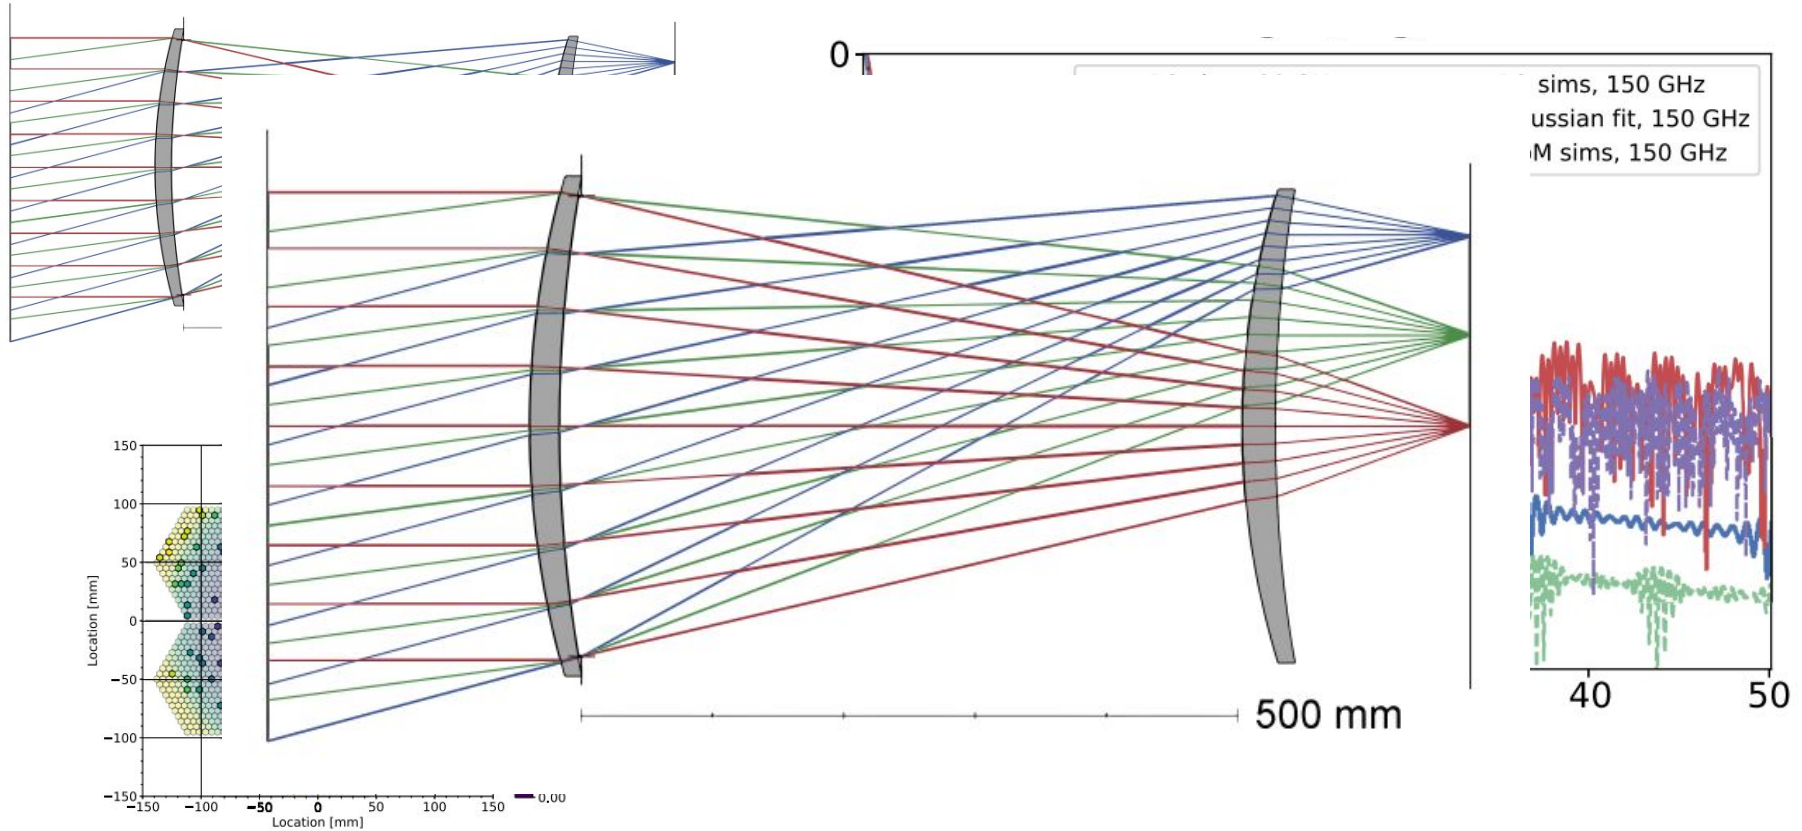 0
sims, 150 GHz
ussian fit, 150 GHz
M sims, 150 GHz
500 mm
40
50
150
100
50
0
−50
−100
−150
Location [mm]
−150 −100 −50 0 50 100 150
Location [mm]
0.00